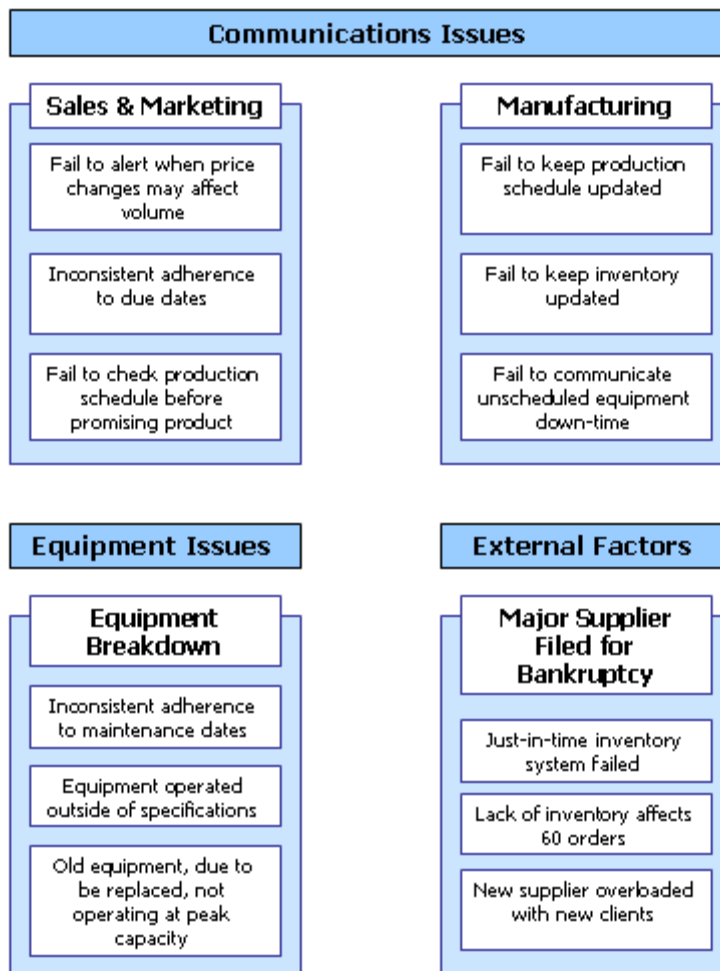 Communications Issues
Sales & Marketing
Fail to alert when price
changes may affect
volume
Inconsistent adherence
to due dates
Fail to check production
schedule before
promising product
Manufacturing
Fail to keep production
schedule updated
Fail to keep inventory
updated
Fail to communicate
unscheduled equipment
down-time
Equipment Issues
Equipment
Breakdown
Inconsistent adherence
to maintenance dates
Equipment operated
outside of specifications
Old equipment, due to
be replaced, not
operating at peak
capacity
External Factors
Major Supplier
Filed for
Bankruptcy
Just-in-time inventory
system failed
Lack of inventory affects
60 orders
New supplier overloaded
with new clients